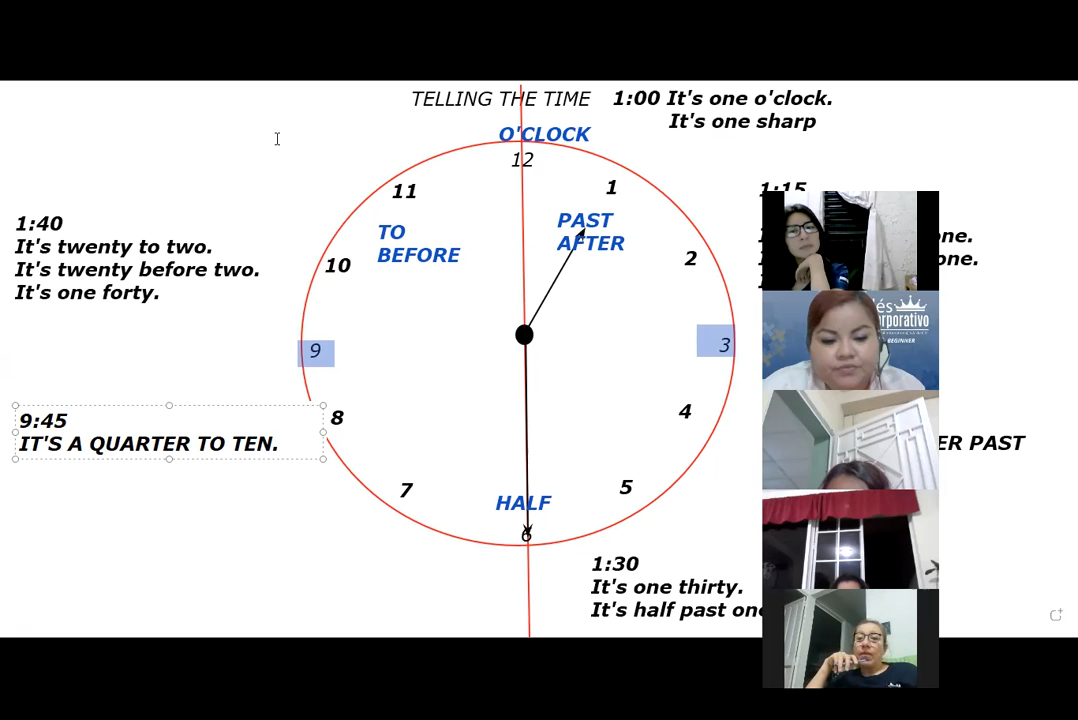 TELLING THE TIME
1:00 It's one o'clock.
It's one sharp
O'CLOCK
12
11
1
1:15
TO
BEFORE
PAST
AFTER
1:40
It's twenty to two.
It's twenty before two.
It's one forty.
10
2
one.
one.
9
3
és
rporativo
BEGINNER
9:45
IT'S A QUARTER TO TEN.
8
4
ER PAST
7
5
HALF
6
1:30
It's one thirty.
It's half past one